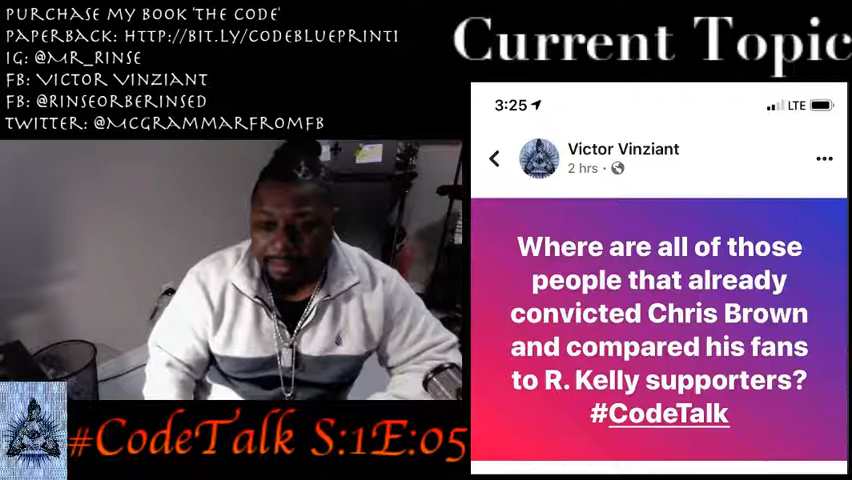 PURCHASE MY BOOK 'THE CODE'
PAPERBACK: HTTP://BIT.LY/CODEBLUEPRINT1
IG: @MR_RINSE
FB: VICTOR VINZIANT
FB: @RINSEORBERINSED
TWITTER: @MCGRAMMARFROMFB
Current Topic
3:25 LTE
Victor Vinziant
2 hrs
Where are all of those
people that already
convicted Chris Brown
and compared his fans
to R. Kelly supporters?
#CodeTalk
#CodeTalk S:1E:05